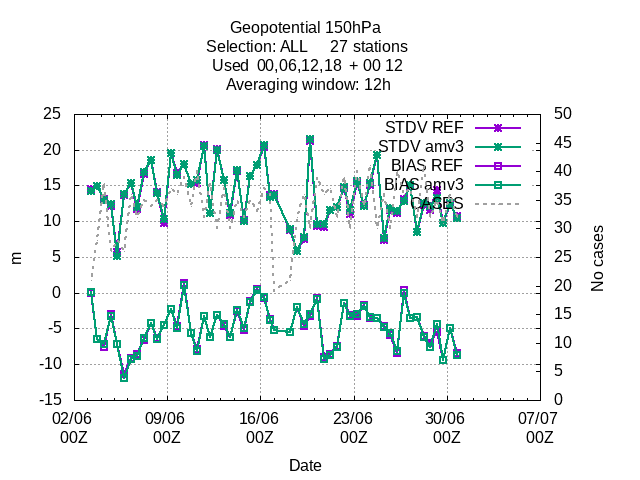 Geopotential 150hPa
Selection: ALL 27 stations
Used 00,06,12,18 + 00 12
Averaging window: 12h
STDV REF
STDV amv3
BIAS REF
BIAS amv3
CASES
25
20
15
10
5
0
-5
-10
-15
m
50
45
40
35
30
25
20
15
10
5
0
No cases
02/06 09/06 16/06 23/06 30/06 07/07
00Z 00Z 00Z 00Z 00Z 00Z
Date